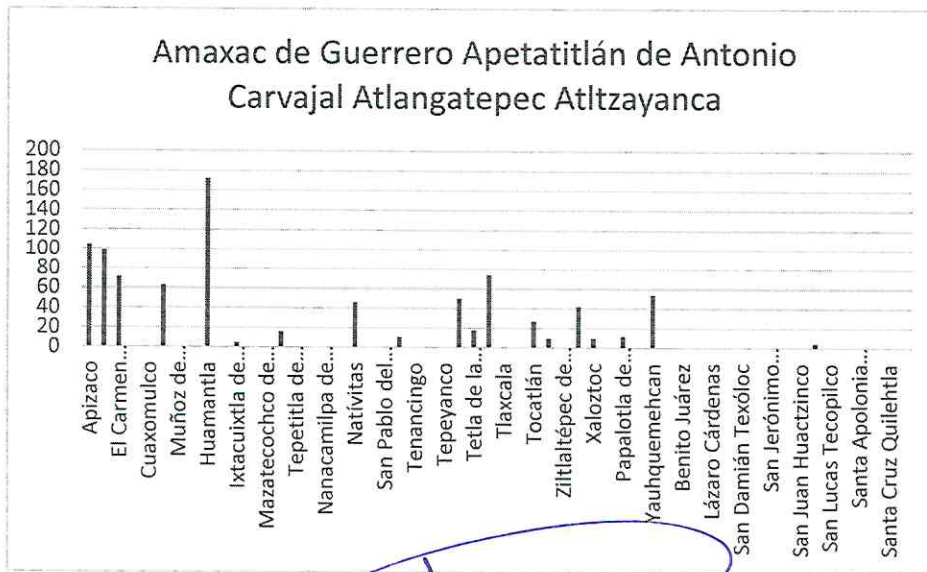 Amaxac de Guerrero Apetatitlán de Antonio
Carvajal Atlangatepec Atltzayanca
200
180
160
140
120
100
80
60
40
20
0
Apizaco
El Carmen...
Cuaxomulco
Muñoz de...
Huamantla
Ixtacuixtla de...
Mazatecochco de...
Tepetitla de...
Nanacamilpa de...
Natívitas
San Pablo del...
Tenancingo
Tepeyanco
Tetla de la...
Tlaxcala
Tocatlán
Ziltlaltépec de...
Xaloztoc
Papalotla de...
Yauhquemehcan
Benito Juárez
Lázaro Cárdenas
San Damián Texóloc
San Jerónimo...
San Juan Huactzinco
San Lucas Tecopilco
Santa Apolonia...
Santa Cruz Quilehtla